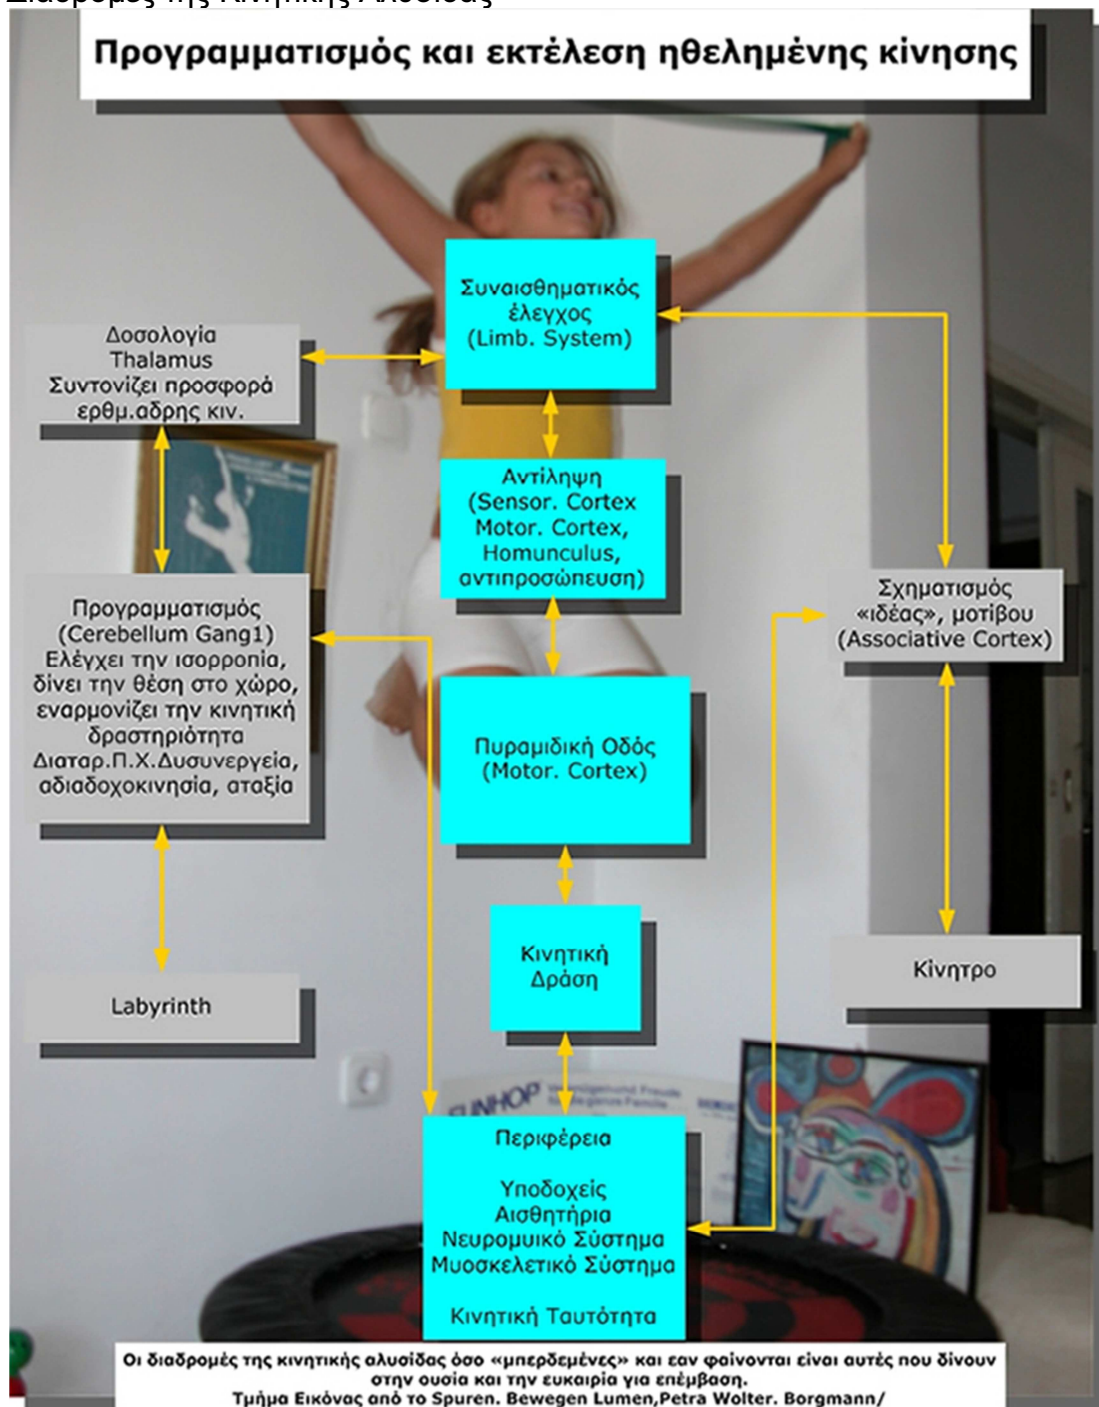 Διαδρομές της Κινητικής Αλυσίδας
Προγραμματισμός και εκτέλεση ηθελημένης κίνησης
Συναισθηματικός
έλεγχος
(Limb. System)
Δοσολογία
Thalamus
Συντονίζει προσφορά
ερθμ.αδρης κιν.
Αντίληψη
(Sensor. Cortex
Motor. Cortex,
Homunculus,
αντιπροσώπευση)
Σχηματισμός
«ιδέας», μοτίβου
(Associative Cortex)
Προγραμματισμός
(Cerebellum Gang1)
Ελέγχει την ισορροπία,
δίνει την θέση στο χώρο,
εναρμονίζει την κινητική
δραστηριότητα
Διαταρ.Π.Χ.Δυσυνεργεία,
αδιαδοχοκινησία, αταξία
Πυραμιδική Οδός
(Motor. Cortex)
Κινητική
Δράση
Κίνητρο
Labyrinth
FUNHOP
Περιφέρεια
Υποδοχείς
Αισθητήρια
Νευρομυικό Σύστημα
Μυοσκελετικό Σύστημα
Κινητική Ταυτότητα
Οι διαδρομές της κινητικής αλυσίδας όσο «μπερδεμένες» και εαν φαίνονται είναι αυτές που δίνουν
στην ουσία και την ευκαιρία για επέμβαση.
Τμήμα Εικόνας από το Spuren. Bewegen Lumen,Petra Wolter. Borgmann/